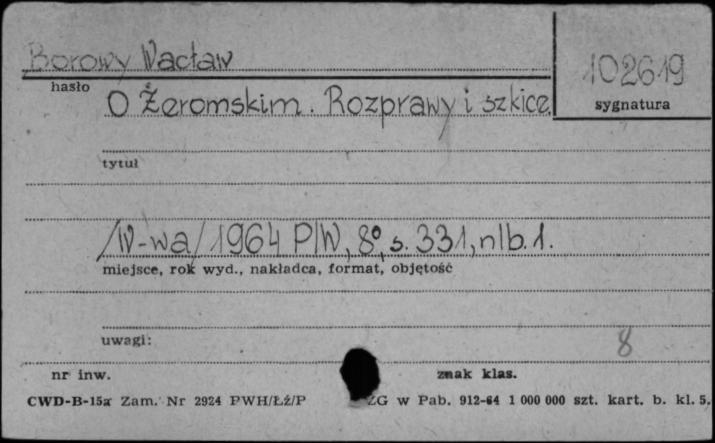 Borowy Wacław
102619
hasło
sygnatura
O Żeromskim. Rozprawy i szkice.
tytuł
/W-wa/ 1964 PIW, 8°, s. 331, nlb. 1.
miejsce, rok wyd., nakładca, format, objętość
uwagi:
8
nr inw.
znak klas.
CWD-B-15a Zam. Nr 2924 PWH/Łź/P ZG w Pab. 912-64 1 000 000 szt. kart. b. kl. 5,